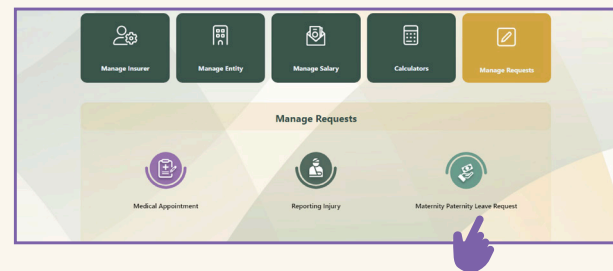 Manage Insurer
Manage Entity
Manage Salary
Calculators
Manage Requests
Manage Requests
Medical Appointment
Reporting Injury
Maternity Paternity Leave Request